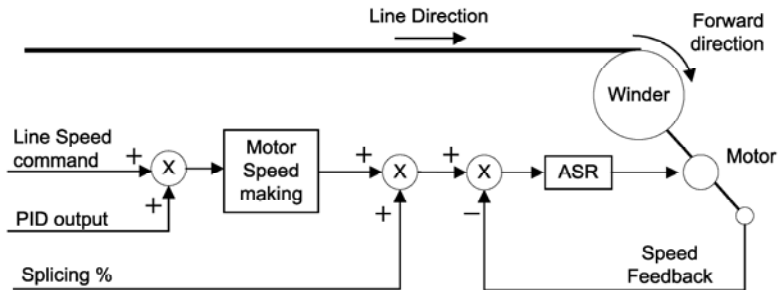 Line Direction
Forward
direction
Winder
Line Speed
command
+
X
+
Motor
Speed
making
+
X
+
+
X
−
ASR
Motor
PID output
Splicing %
Speed
Feedback